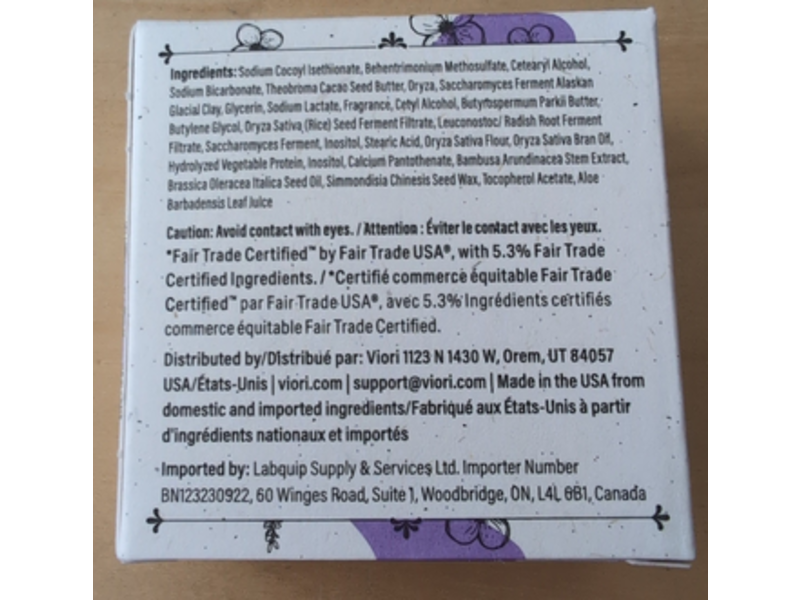 Ingredients: Sodium Cocoyl Isethionate, Behentrimonium Methosulfate, Cetearyl Alcohol,
Sodium Bicarbonate, Theobroma Cacao Seed Butter, Oryza, Saccharomyces Ferment Alaskan
Glacial Clay, Glycerin, Sodium Lactate, Fragrance, Cetyl Alcohol, Butyrospermum Parkii Butter,
Butylene Glycol, Oryza Sativa (Rice) Seed Ferment Filtrate, Leuconostoc/ Radish Root Ferment
Filtrate, Saccharomyces Ferment, Inositol, Stearic Acid, Oryza Sativa Flour, Oryza Sativa Bran Oil,
Hydrolyzed Vegetable Protein, Inositol, Calcium Pantothenate, Bambusa Arundinacea Stem Extract,
Brassica Oleracea Italica Seed Oil, Simmondisia Chinesis Seed Wax, Tocopherol Acetate, Aloe
Barbadensis Leaf Juice
Caution: Avoid contact with eyes. / Attention : Éviter le contact avec les yeux.
*Fair Trade Certified™ by Fair Trade USA®, with 5.3% Fair Trade
Certified Ingredients. / *Certifié commerce équitable Fair Trade
Certified™ par Fair Trade USA®, avec 5.3% Ingrédients certifiés
commerce équitable Fair Trade Certified.
Distributed by/Distribué par: Viori 1123 N 1430 W, Orem, UT 84057
USA/États-Unis | viori.com | support@viori.com | Made in the USA from
domestic and imported ingredients/Fabriqué aux États-Unis à partir
d'ingrédients nationaux et importés
Imported by: Labquip Supply & Services Ltd. Importer Number
BN123230922, 60 Winges Road, Suite 1, Woodbridge, ON, L4L 6B1, Canada